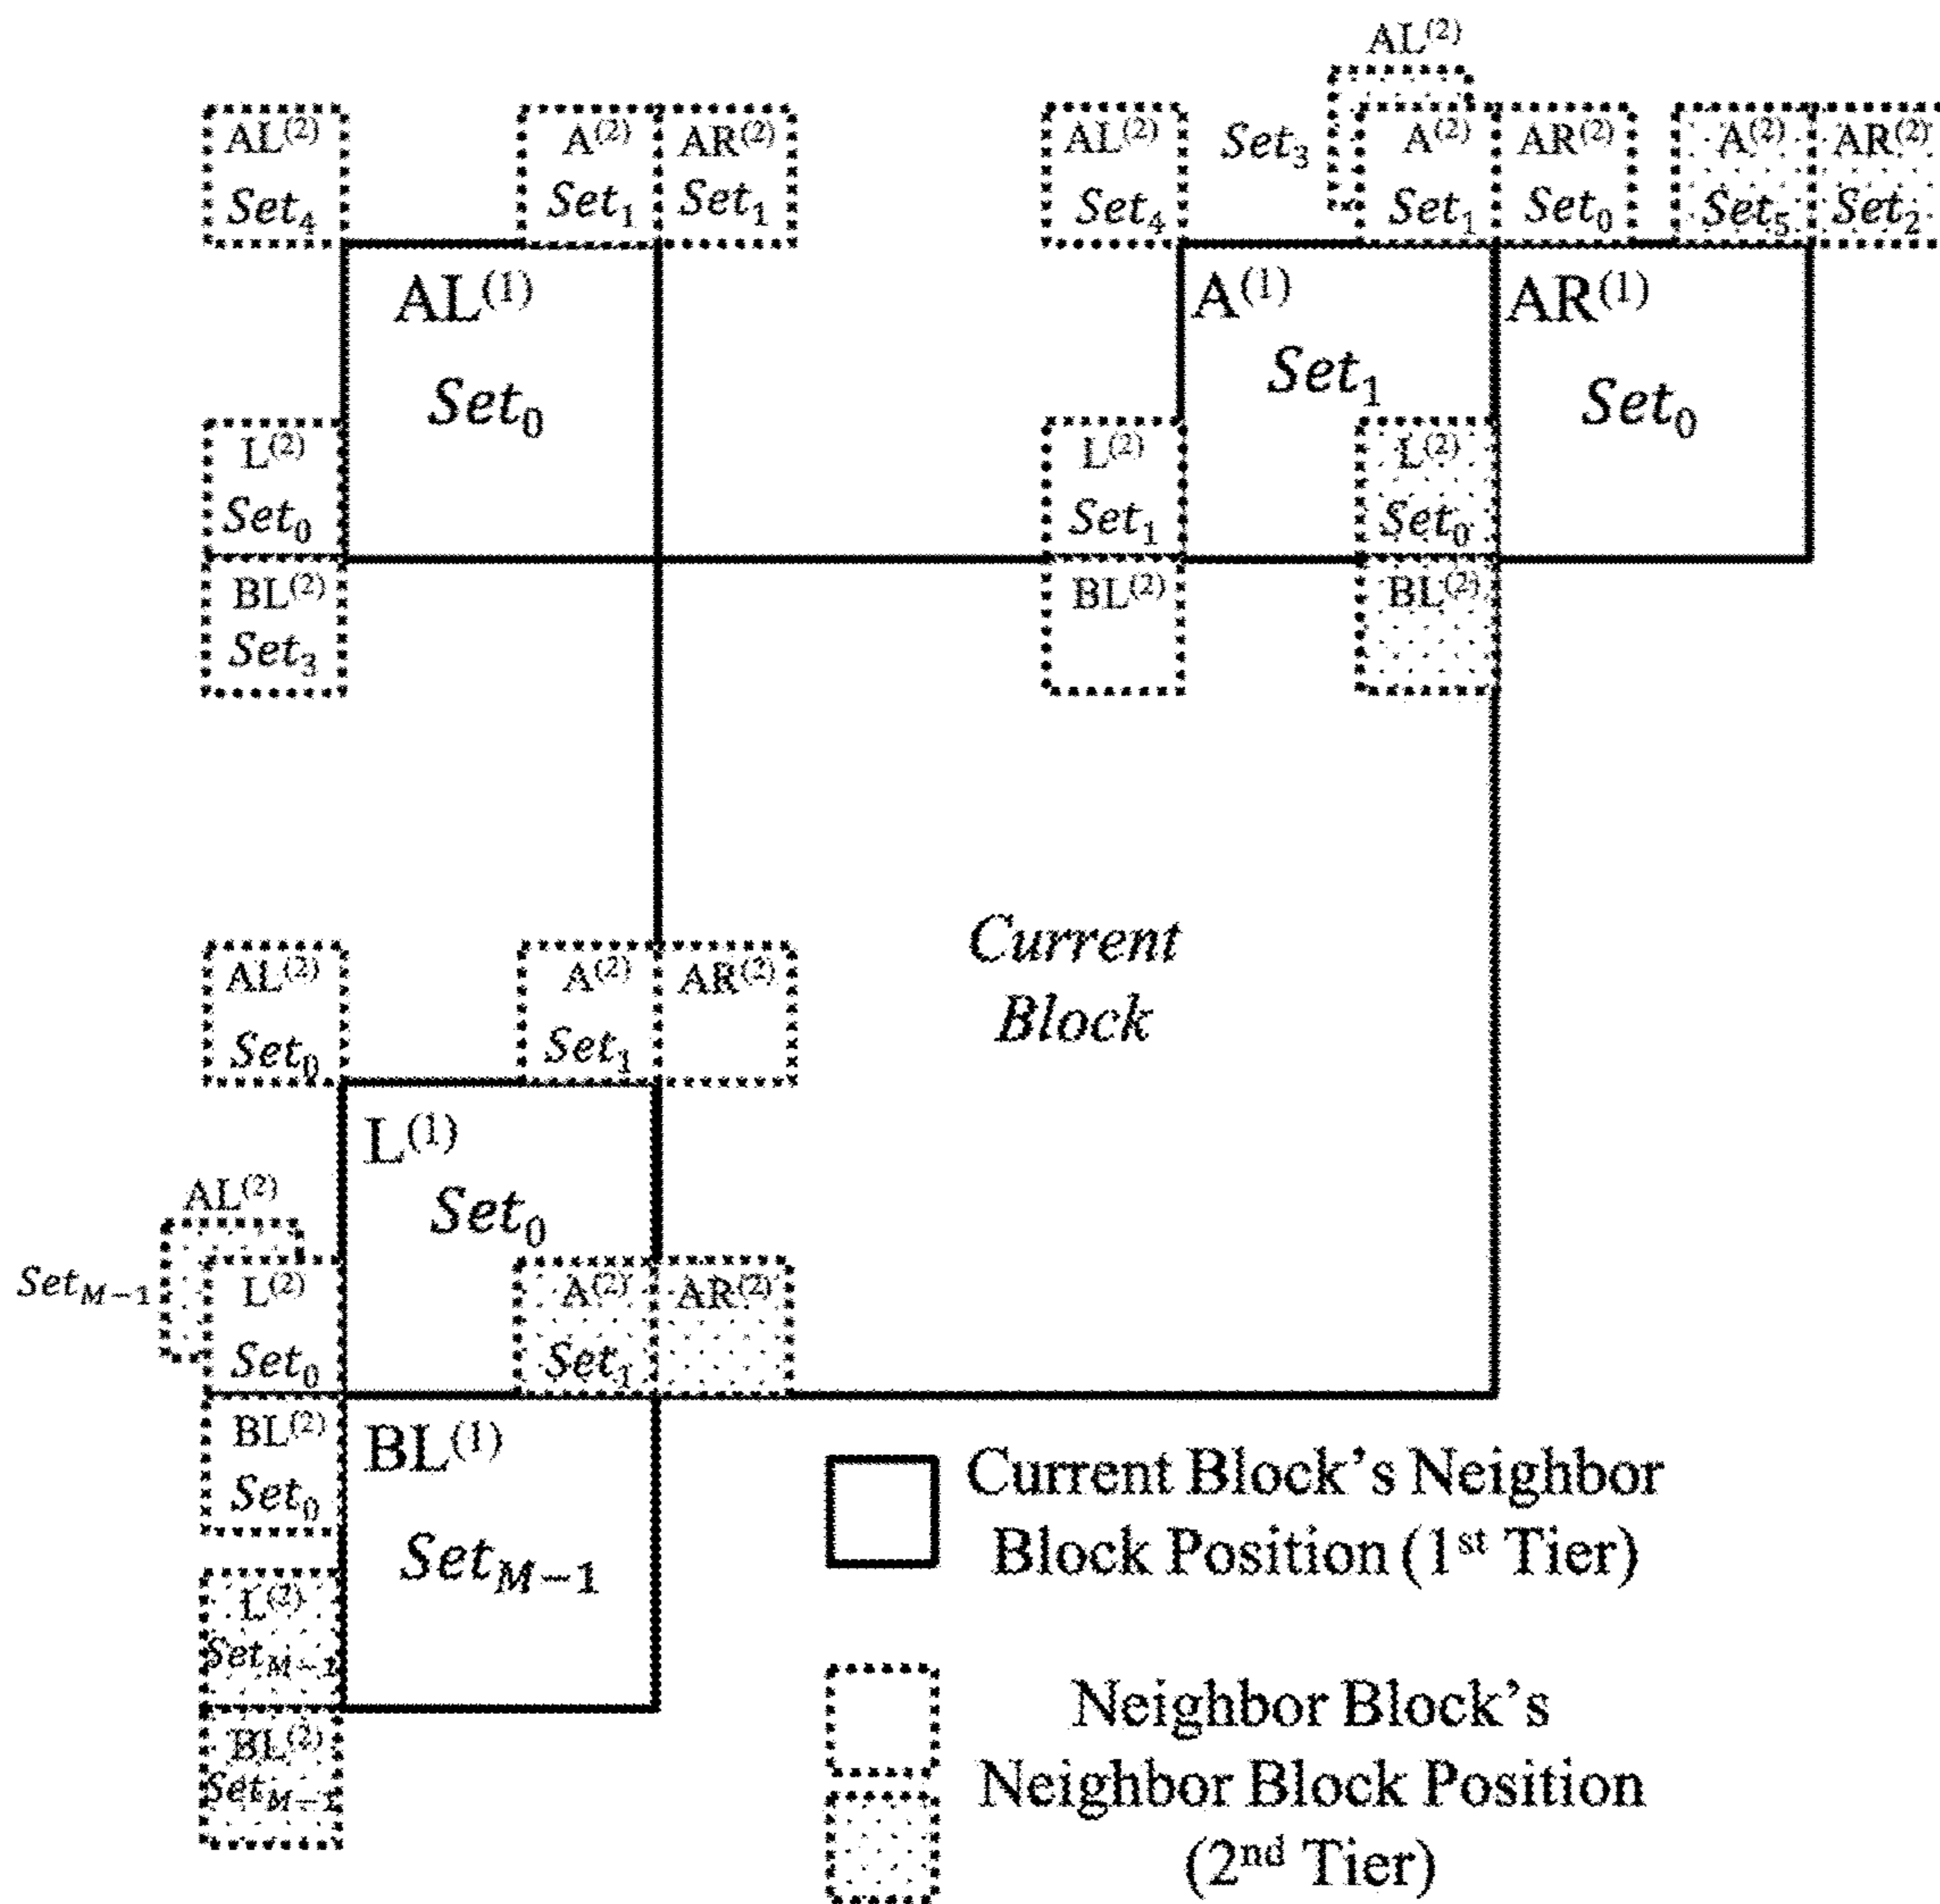 AL⁽²⁾
AL⁽²⁾ A⁽²⁾ AR⁽²⁾ AL⁽²⁾ Set₃ A⁽²⁾ AR⁽²⁾ A⁽²⁾ AR⁽²⁾
Set₄ Set₁ Set₁ Set₄ Set₁ Set₀ Set₅ Set₂
AL⁽¹⁾ A⁽¹⁾ AR⁽¹⁾
Set₀ Set₁ Set₀
L⁽²⁾ L⁽²⁾ L⁽²⁾
Set₀ Set₁ Set₀
BL⁽²⁾ BL⁽²⁾ BL⁽²⁾
Set₃
Current
Block
AL⁽²⁾ A⁽²⁾ AR⁽²⁾
Set₀ Set₁
L⁽¹⁾
Set₀
AL⁽²⁾
Set_{M−1} L⁽²⁾ A⁽²⁾ AR⁽²⁾
Set₀ Set₁
BL⁽²⁾ BL⁽¹⁾
Set₀
Set_{M−1}
L⁽²⁾
Set_{M−1}
BL⁽²⁾
Set_{M−1}
Current Block's Neighbor
Block Position (1ˢᵗ Tier)
Neighbor Block's
Neighbor Block Position
(2ⁿᵈ Tier)